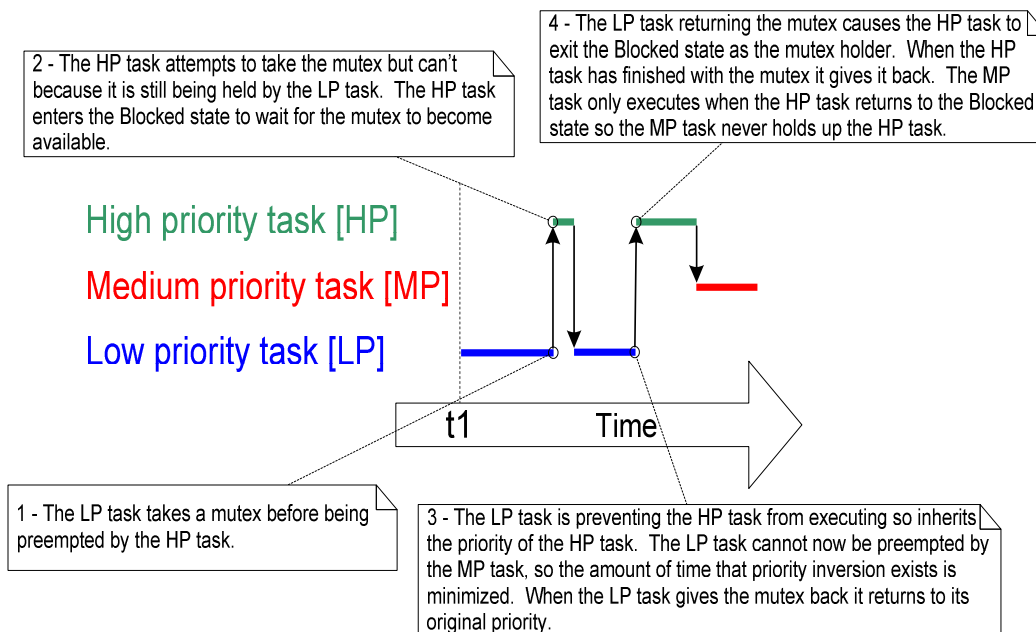 2 - The HP task attempts to take the mutex but can't
because it is still being held by the LP task. The HP task
enters the Blocked state to wait for the mutex to become
available.
4 - The LP task returning the mutex causes the HP task to
exit the Blocked state as the mutex holder. When the HP
task has finished with the mutex it gives it back. The MP
task only executes when the HP task returns to the Blocked
state so the MP task never holds up the HP task.
High priority task [HP]
Medium priority task [MP]
Low priority task [LP]
t1
Time
1 - The LP task takes a mutex before being
preempted by the HP task.
3 - The LP task is preventing the HP task from executing so inherits
the priority of the HP task. The LP task cannot now be preempted by
the MP task, so the amount of time that priority inversion exists is
minimized. When the LP task gives the mutex back it returns to its
original priority.